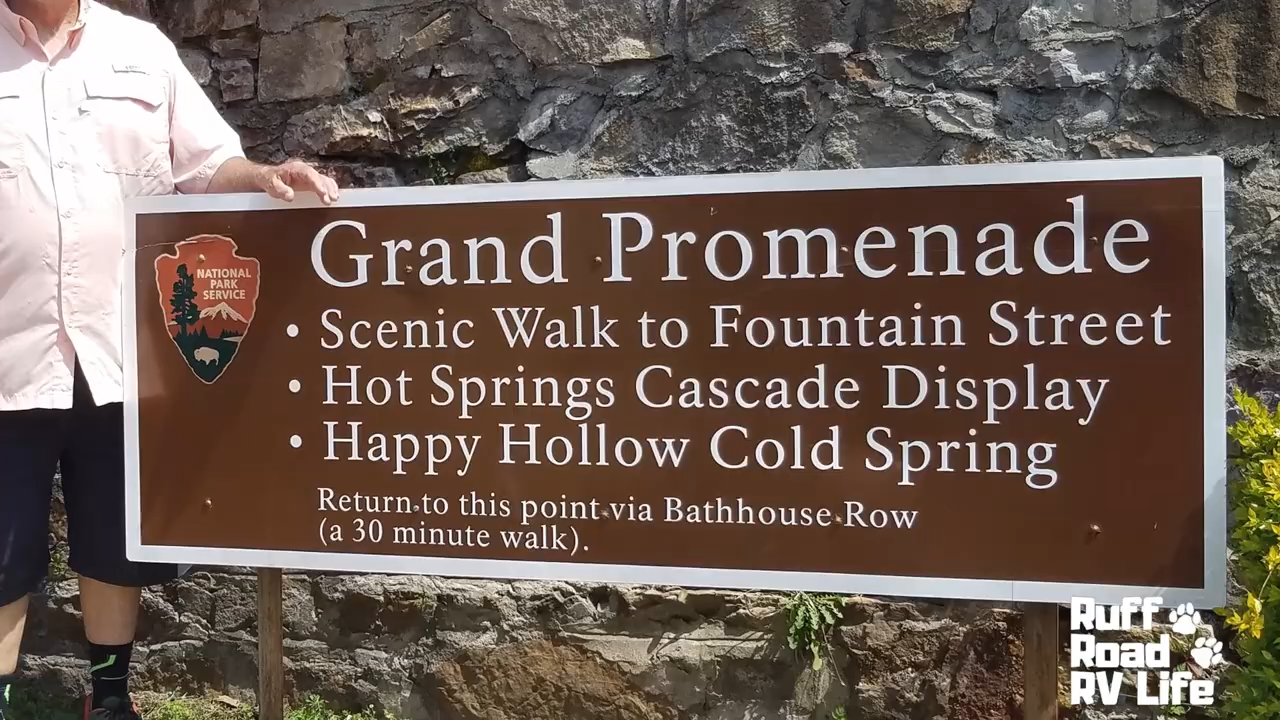 NATIONAL
PARK
SERVICE
Grand Promenade
• Scenic Walk to Fountain Street
• Hot Springs Cascade Display
• Happy Hollow Cold Spring
Return to this point via Bathhouse Row
(a 30 minute walk).
Ruff
Road
RV Life